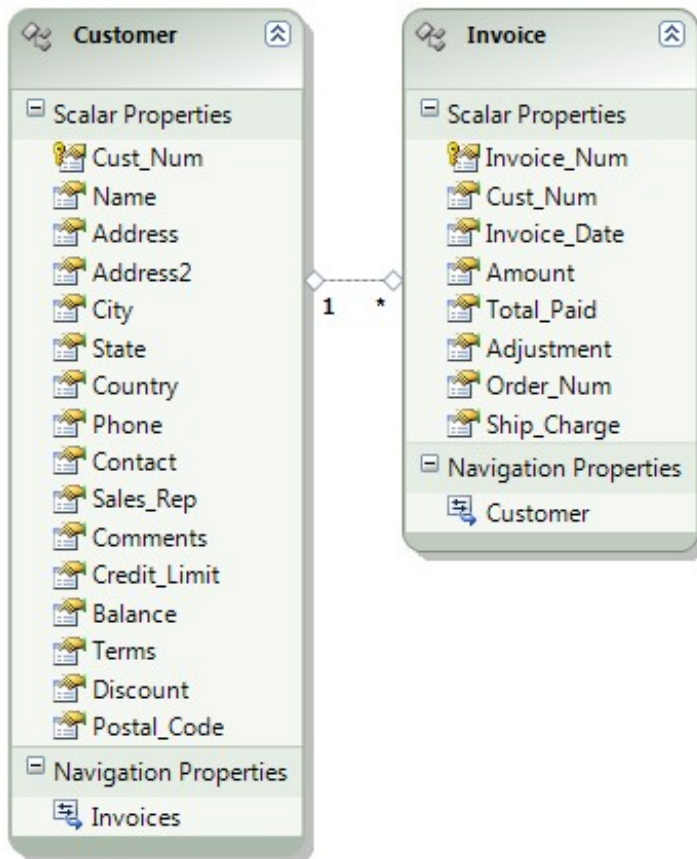 Customer
Scalar Properties
Cust_Num
Name
Address
Address2
City
State
Country
Phone
Contact
Sales_Rep
Comments
Credit_Limit
Balance
Terms
Discount
Postal_Code
Navigation Properties
Invoices
1 *
Invoice
Scalar Properties
Invoice_Num
Cust_Num
Invoice_Date
Amount
Total_Paid
Adjustment
Order_Num
Ship_Charge
Navigation Properties
Customer